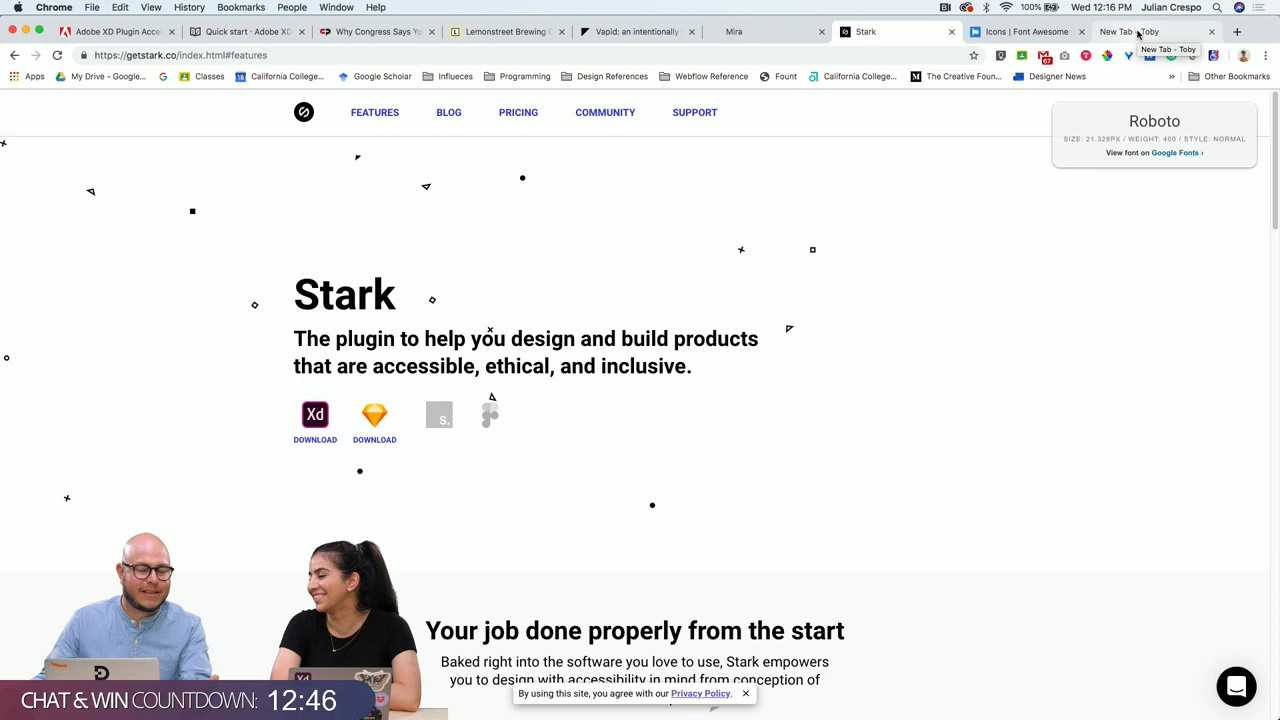 Chrome File Edit View History Bookmarks People Window Help 100% Wed 12:16 PM Julian Crespo
Adobe XD Plugin Acce Quick start · Adobe XD Why Congress Says Yo Lemonstreet Brewing C Vapid: an intentionally Mira Stark Icons | Font Awesome New Tab - Toby
https://getstark.co/index.html#features
New Tab - Toby
67
Apps My Drive - Google... Classes 18 California College... Google Scholar Influeces Programming Design References Webflow Reference Fount California College... The Creative Foun... Designer News » Other Bookmarks
FEATURES BLOG PRICING COMMUNITY SUPPORT
Roboto
SIZE: 21.328PX / WEIGHT: 400 / STYLE: NORMAL
View font on Google Fonts ›
Stark
The plugin to help you design and build products
that are accessible, ethical, and inclusive.
Xd s.
DOWNLOAD DOWNLOAD
Your job done properly from the start
Baked right into the software you love to use, Stark empowers
you to design with accessibility in mind from conception of
By using this site, you agree with our Privacy Policy. ×
Xd
CHAT & WIN COUNTDOWN: 12:46